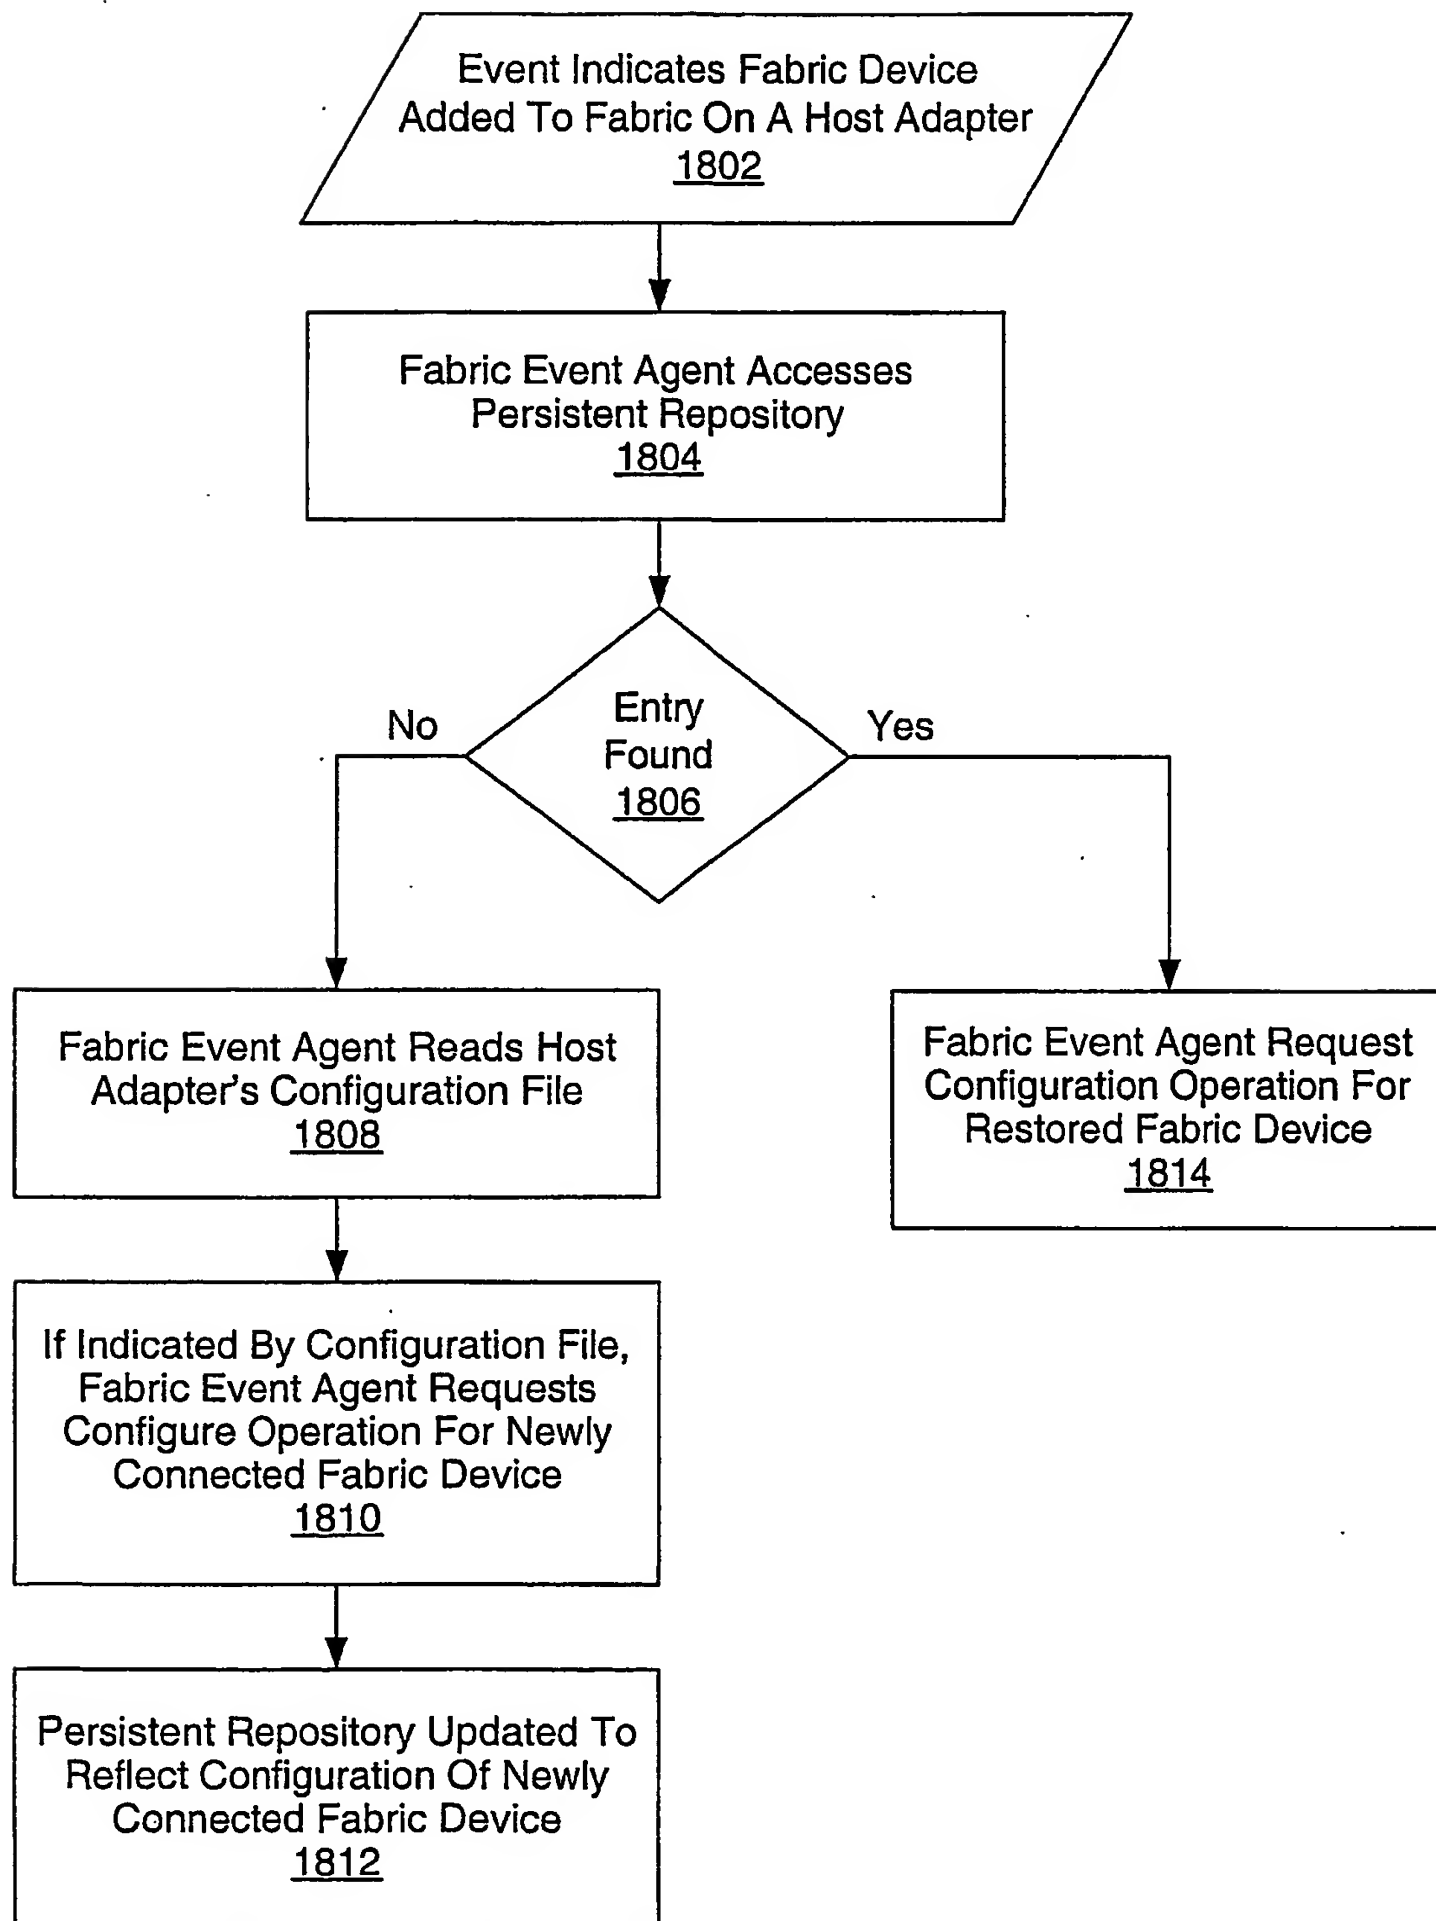 Event Indicates Fabric Device
Added To Fabric On A Host Adapter
1802
Fabric Event Agent Accesses
Persistent Repository
1804
Entry
Found
1806
No
Yes
Fabric Event Agent Reads Host
Adapter's Configuration File
1808
Fabric Event Agent Request
Configuration Operation For
Restored Fabric Device
1814
If Indicated By Configuration File,
Fabric Event Agent Requests
Configure Operation For Newly
Connected Fabric Device
1810
Persistent Repository Updated To
Reflect Configuration Of Newly
Connected Fabric Device
1812